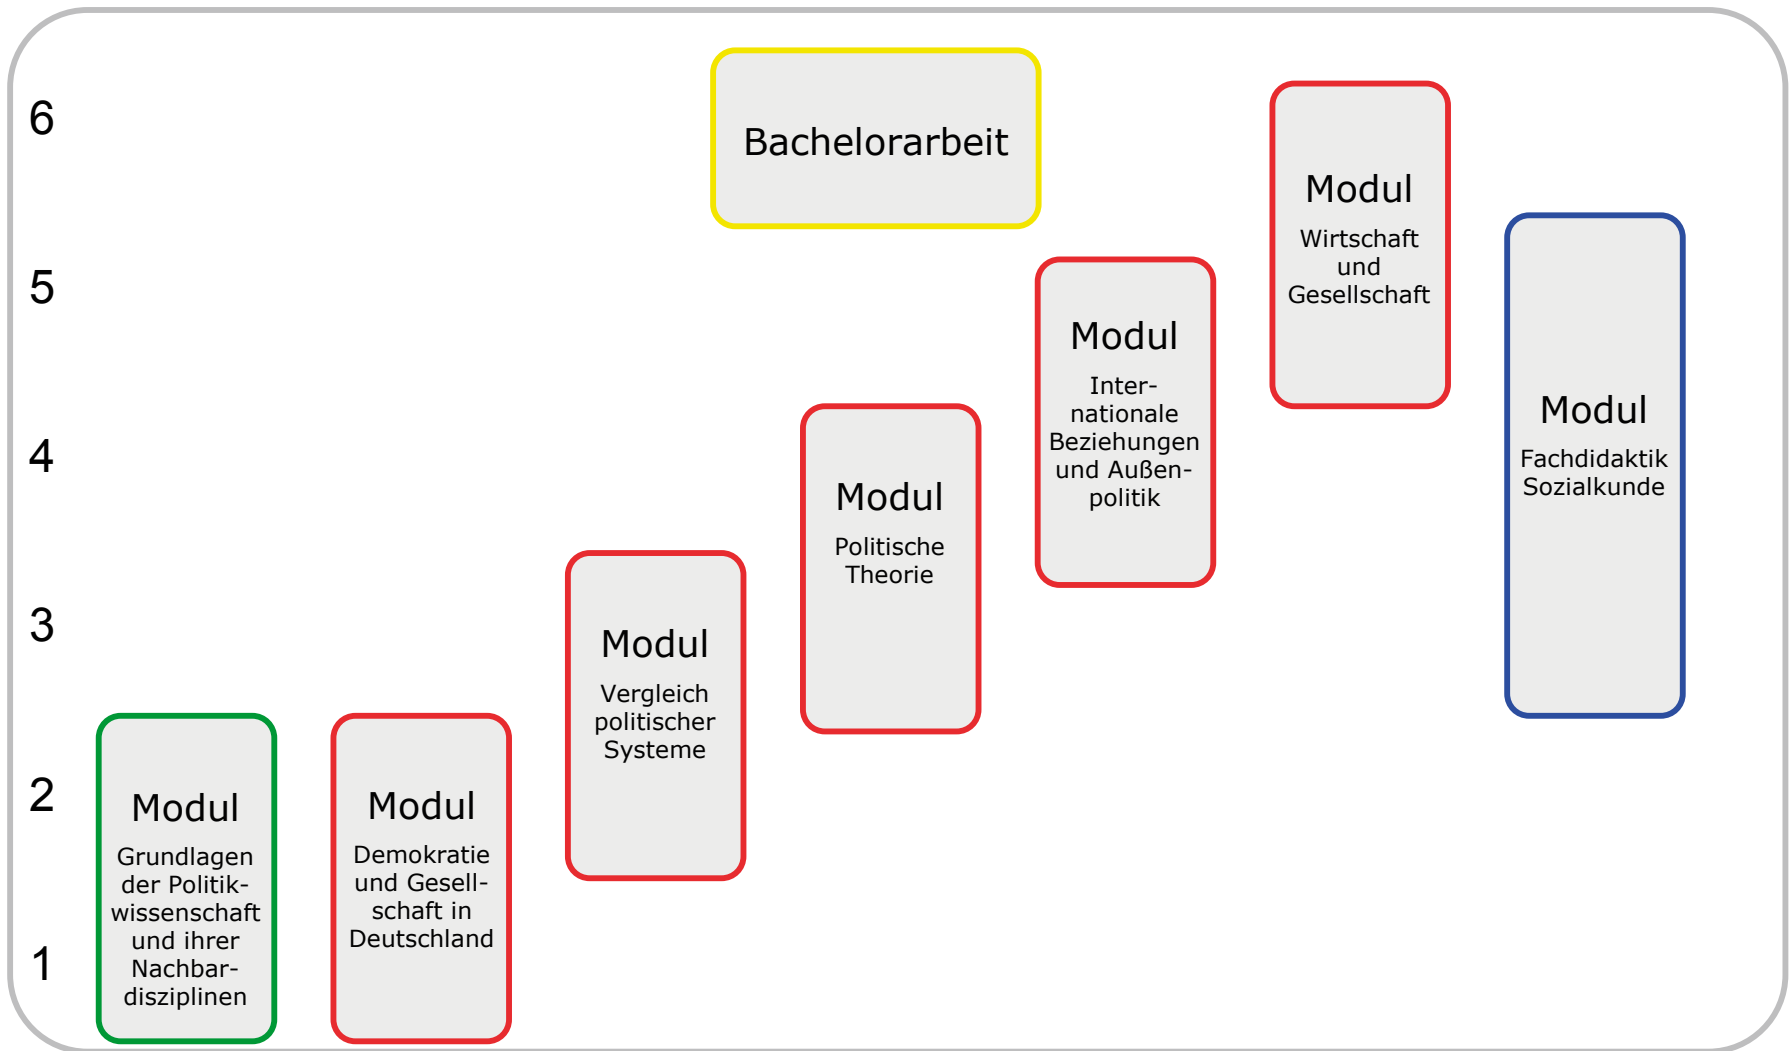 6
Bachelorarbeit
Modul
Wirtschaft
und
Gesellschaft
5
Modul
Inter-
nationale
Beziehungen
und Außen-
politik
Modul
Fachdidaktik
Sozialkunde
4
Modul
Politische
Theorie
3
Modul
Vergleich
politischer
Systeme
2
Modul
Grundlagen
der Politik-
wissenschaft
und ihrer
Nachbar-
disziplinen
Modul
Demokratie
und Gesell-
schaft in
Deutschland
1